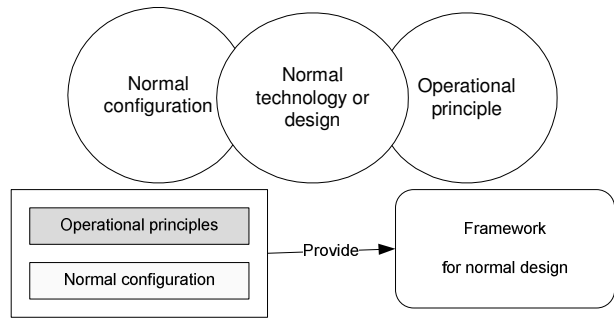 Normal
configuration
Normal
technology or
design
Operational
principle
Operational principles
Normal configuration
Provide
Framework
for normal design